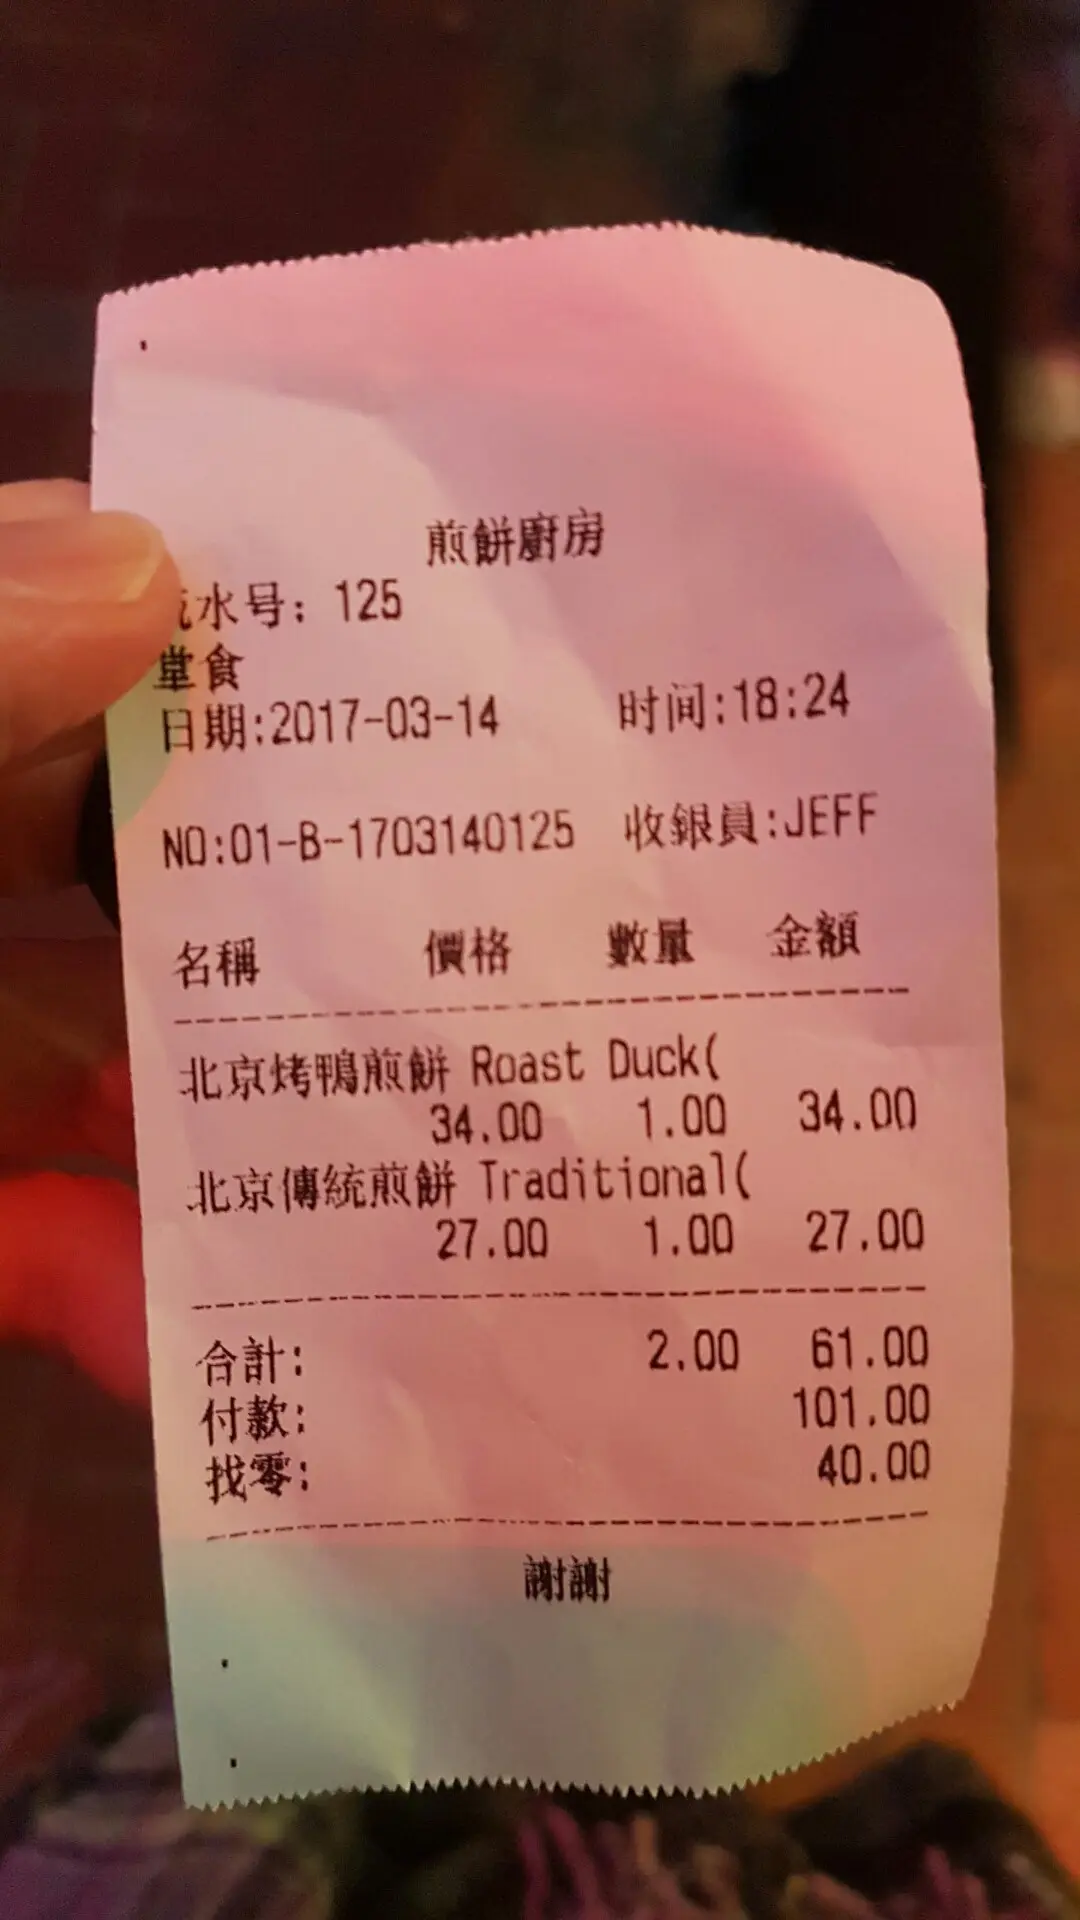 煎餅廚房
水号：125
堂食
日期:2017-03-14 时间:18:24
NO:01-B-1703140125 收銀員:JEFF
名稱 價格 數量 金額
北京烤鴨煎餅 Roast Duck(
34.00 1.00 34.00
北京傳統煎餅 Traditional(
27.00 1.00 27.00
合計: 2.00 61.00
付款: 101.00
找零: 40.00
謝謝